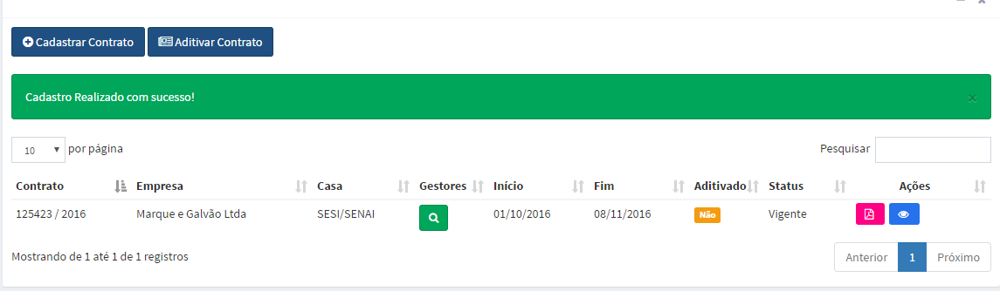 Cadastrar Contrato Aditivar Contrato
Cadastro Realizado com sucesso! ×
10 por página Pesquisar
Contrato Empresa Casa Gestores Início Fim Aditivado Status Ações
125423 / 2016 Marque e Galvão Ltda SESI/SENAI 01/10/2016 08/11/2016 Não Vigente
Mostrando de 1 até 1 de 1 registros Anterior 1 Próximo